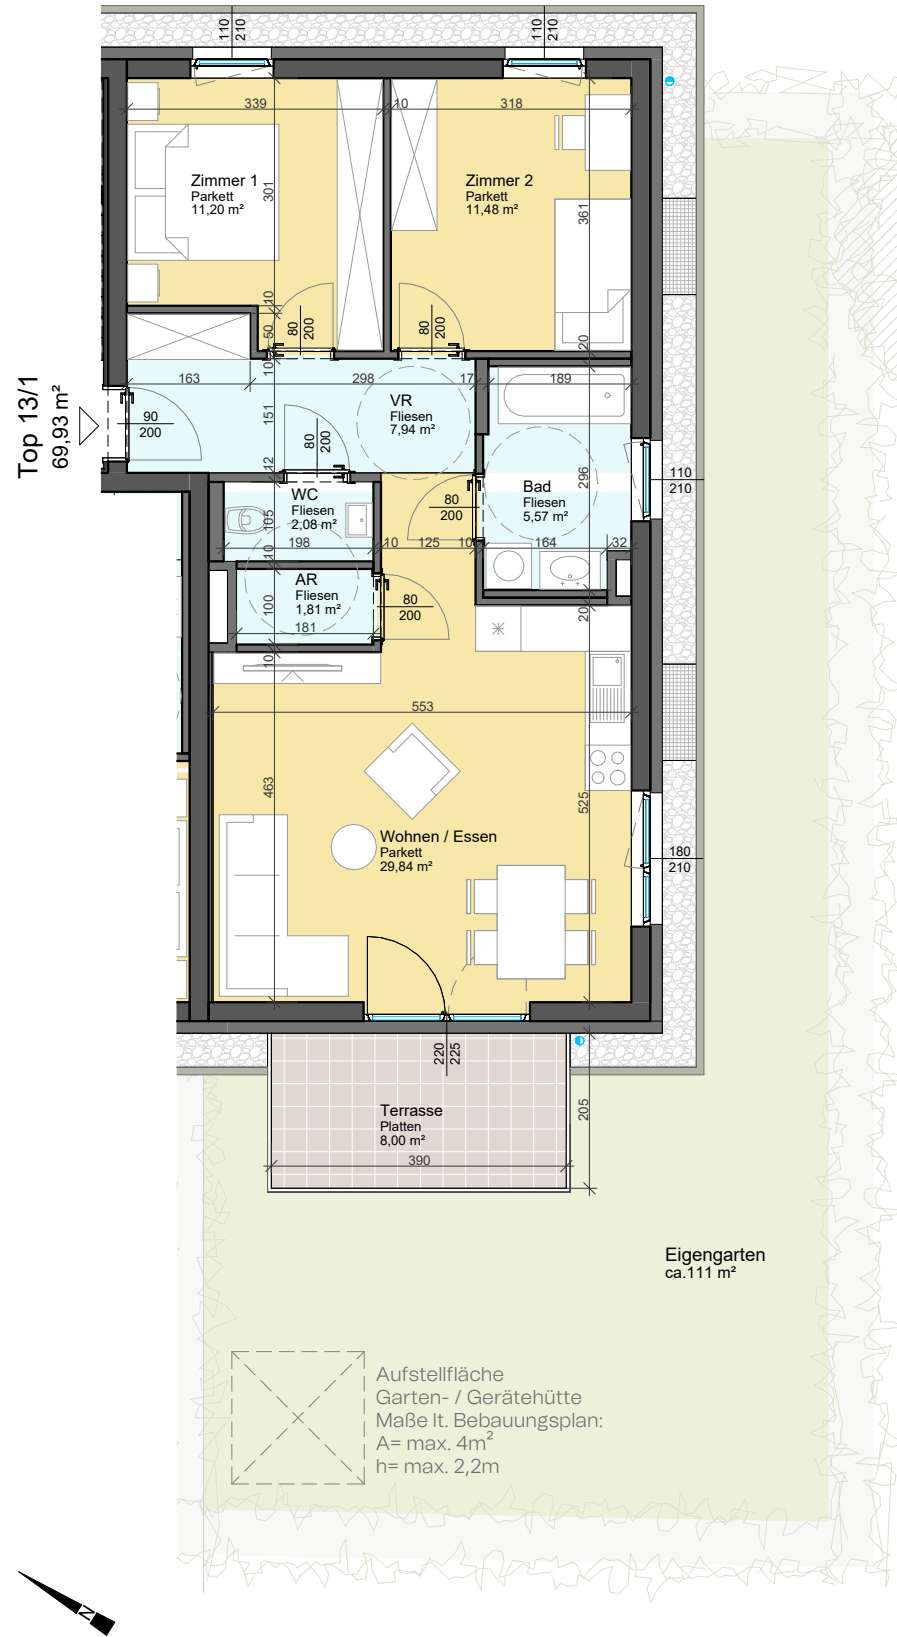 110
210
110
210
339
10
318
Zimmer 1
Parkett
11,20 m²
301
Zimmer 2
Parkett
11,48 m²
361
10
50
80
200
80
200
20
10
163
298
17
189
Top 13/1
69,93 m²
90
200
151
VR
Fliesen
7,94 m²
80
200
12
296
110
210
WC
Fliesen
2,08 m²
105
80
200
Bad
Fliesen
5,57 m²
198
10
125
10
164
32
10
AR
Fliesen
1,81 m²
100
181
80
200
20
10
553
463
525
Wohnen / Essen
Parkett
29,84 m²
180
210
220
225
Terrasse
Platten
8,00 m²
205
390
Eigengarten
ca.111 m²
Aufstellfläche
Garten- / Gerätehütte
Maße lt. Bebauungsplan:
A= max. 4m²
h= max. 2,2m
N